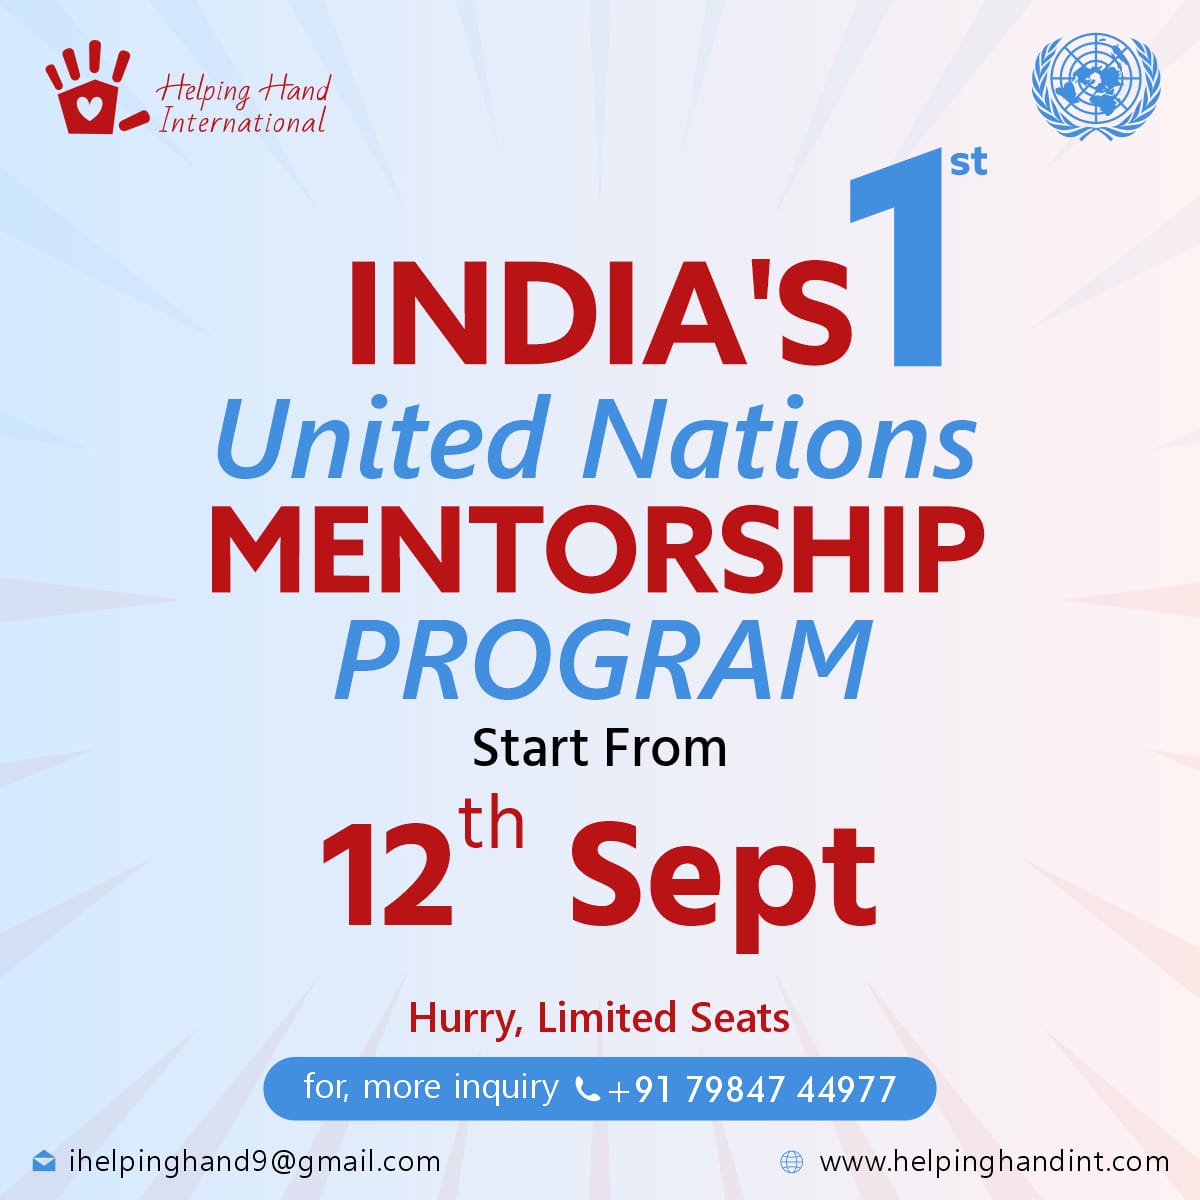 Helping Hand
International
INDIA'S 1st
United Nations
MENTORSHIP
PROGRAM
Start From
12th Sept
Hurry, Limited Seats
for, more inquiry +91 79847 44977
ihelpinghand9@gmail.com
www.helpinghandint.com